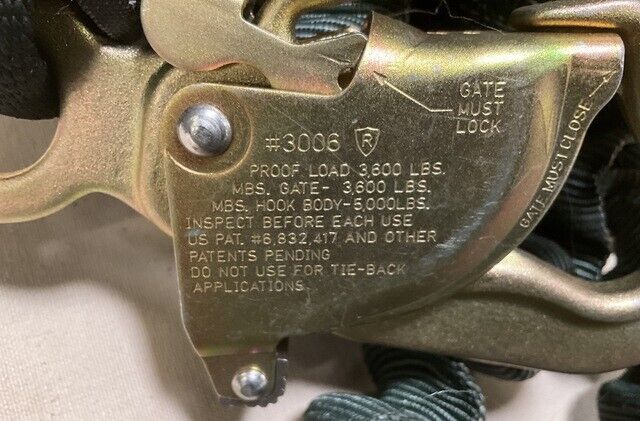 GATE
MUST
LOCK
GATE MUST CLOSE
#3006 R
PROOF LOAD 3,600 LBS.
MBS. GATE- 3,600 LBS.
MBS. HOOK BODY-5,000LBS.
INSPECT BEFORE EACH USE
US PAT. #6,832,417 AND OTHER
PATENTS PENDING
DO NOT USE FOR TIE-BACK
APPLICATIONS.